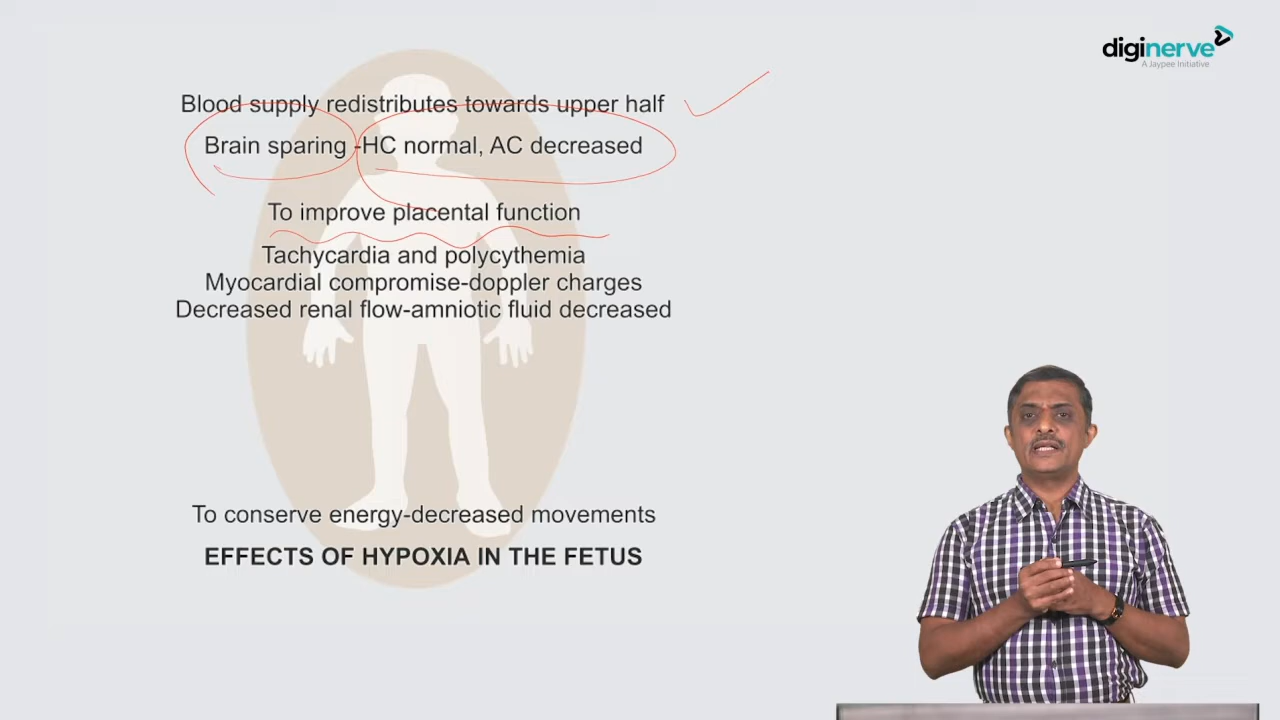 diginerve
A Jaypee Initiative
Blood supply redistributes towards upper half
Brain sparing -HC normal, AC decreased
To improve placental function
Tachycardia and polycythemia
Myocardial compromise-doppler charges
Decreased renal flow-amniotic fluid decreased
To conserve energy-decreased movements
EFFECTS OF HYPOXIA IN THE FETUS